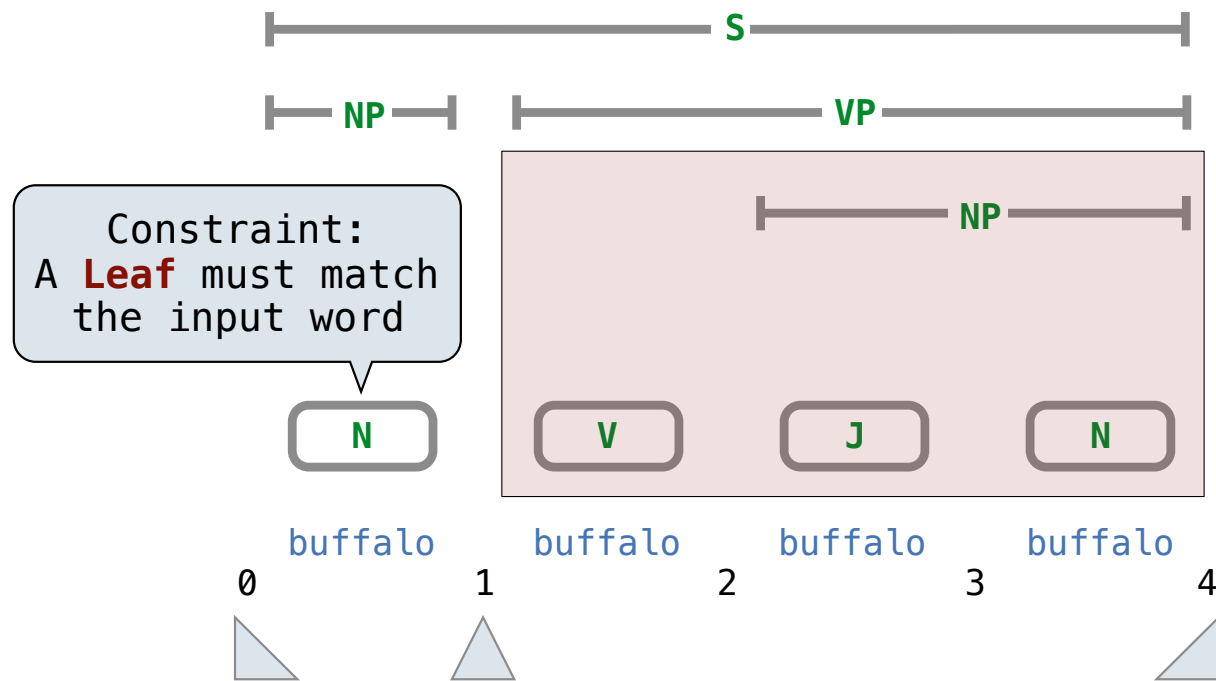 S
NP VP
NP
Constraint:
A Leaf must match
the input word
N V J N
buffalo buffalo buffalo buffalo
0 1 2 3 4